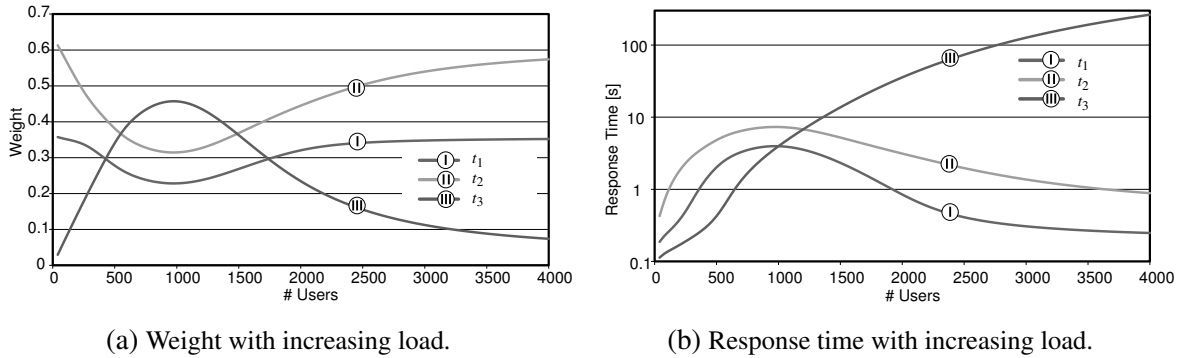 0.7
0.6
0.5
0.4
0.3
0.2
0.1
0
Weight
II
I
III
I t1
II t2
III t3
0 500 1000 1500 2000 2500 3000 3500 4000
# Users
(a) Weight with increasing load.
100
10
1
0.1
Response Time [s]
III
II
I
I t1
II t2
III t3
0 500 1000 1500 2000 2500 3000 3500 4000
# Users
(b) Response time with increasing load.